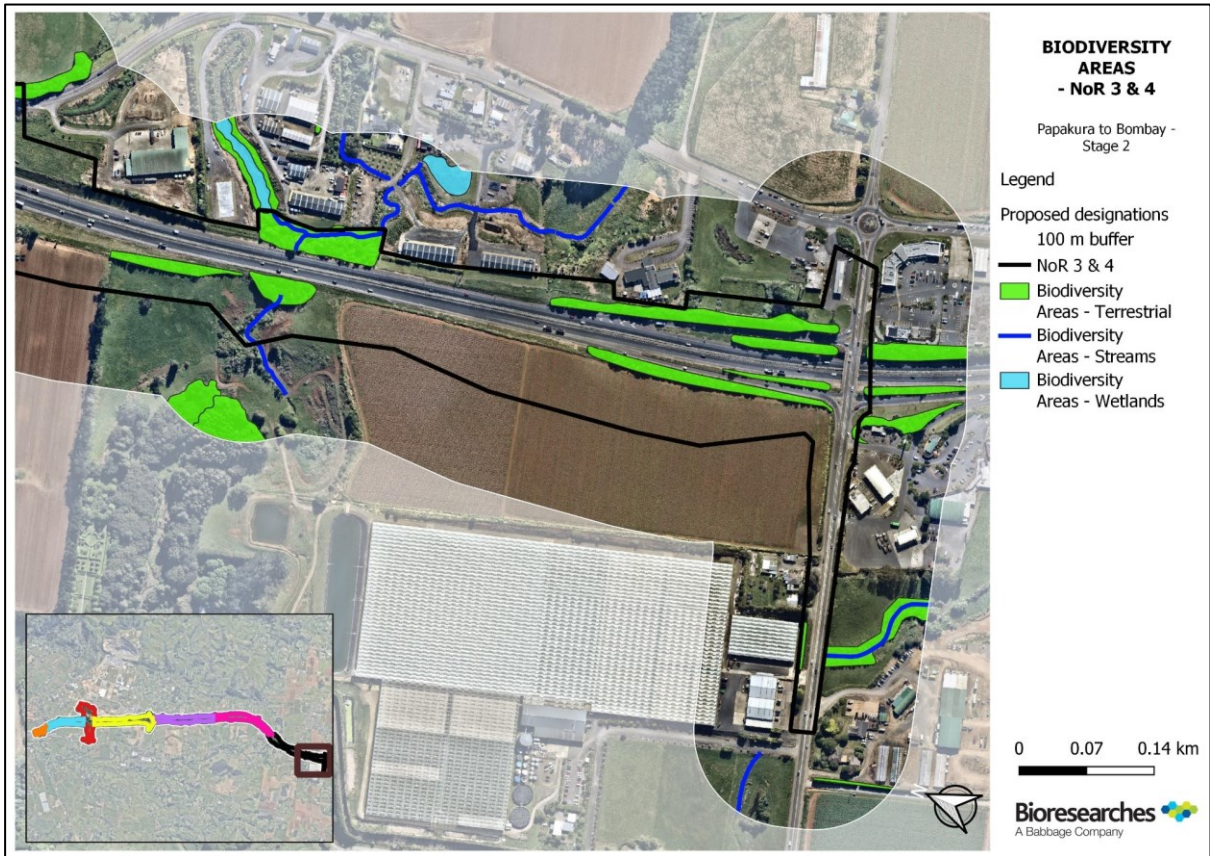 BIODIVERSITY
AREAS
- NoR 3 & 4
Papakura to Bombay -
Stage 2
Legend
Proposed designations
100 m buffer
NoR 3 & 4
Biodiversity
Areas - Terrestrial
Biodiversity
Areas - Streams
Biodiversity
Areas - Wetlands
0 0.07 0.14 km
Bioresearches
A Babbage Company